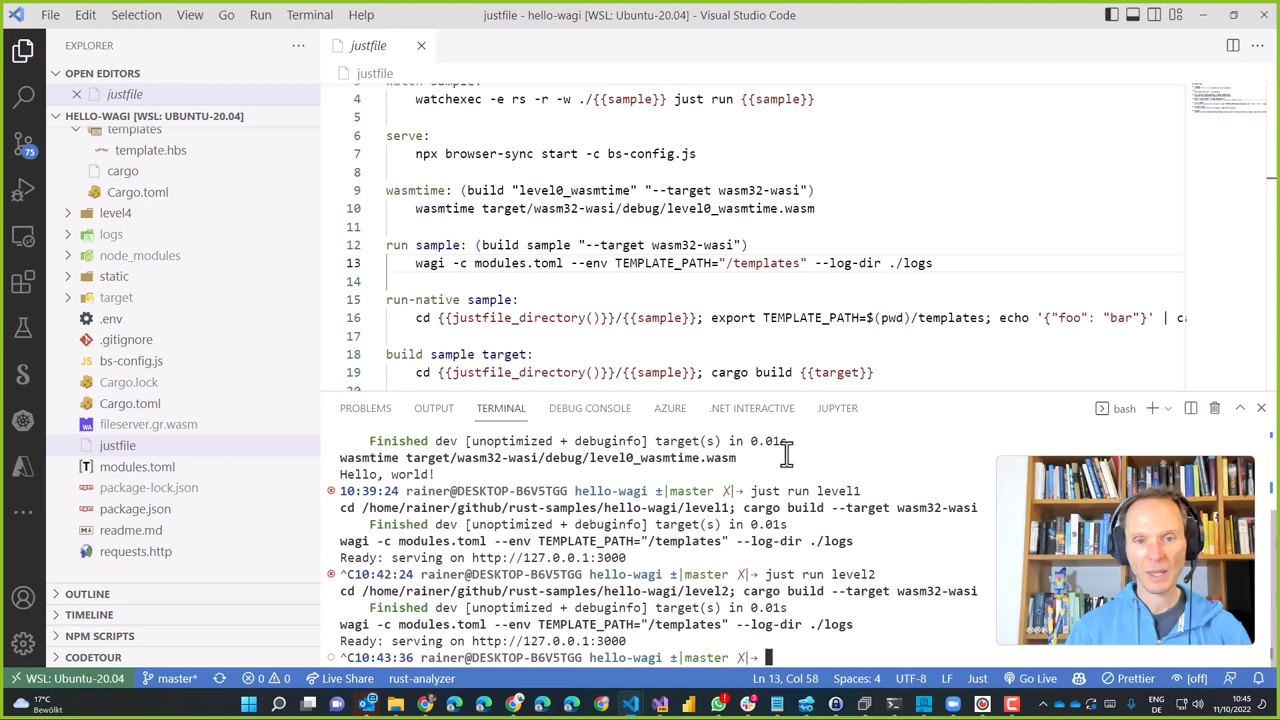 File Edit Selection View Go Run Terminal Help
justfile - hello-wagi [WSL: Ubuntu-20.04] - Visual Studio Code
EXPLORER
OPEN EDITORS
justfile
HELLO-WAGI [WSL: UBUNTU-20.04]
templates
template.hbs
cargo
Cargo.toml
level4
logs
node_modules
static
target
.env
.gitignore
bs-config.js
Cargo.lock
Cargo.toml
fileserver.gr.wasm
justfile
modules.toml
package-lock.json
package.json
readme.md
requests.http
OUTLINE
TIMELINE
NPM SCRIPTS
CODETOUR
75
justfile
justfile
4 watchexec -w ./{{sample}} just run {{sample}}
5
6 serve:
7 npx browser-sync start -c bs-config.js
8
9 wasmtime: (build "level0_wasmtime" "--target wasm32-wasi")
10 wasmtime target/wasm32-wasi/debug/level0_wasmtime.wasm
11
12 run sample: (build sample "--target wasm32-wasi")
13 wagi -c modules.toml --env TEMPLATE_PATH="/templates" --log-dir ./logs
14
15 run-native sample:
16 cd {{justfile_directory()}}/{{sample}}; export TEMPLATE_PATH=$(pwd)/templates; echo '{"foo": "bar"}' | ca
17
18 build sample target:
19 cd {{justfile_directory()}}/{{sample}}; cargo build {{target}}
PROBLEMS OUTPUT TERMINAL DEBUG CONSOLE AZURE .NET INTERACTIVE JUPYTER
bash
Finished dev [unoptimized + debuginfo] target(s) in 0.01s
wasmtime target/wasm32-wasi/debug/level0_wasmtime.wasm
Hello, world!
10:39:24 rainer@DESKTOP-B6V5TGG hello-wagi ±|master X|→ just run level1
cd /home/rainer/github/rust-samples/hello-wagi/level1; cargo build --target wasm32-wasi
Finished dev [unoptimized + debuginfo] target(s) in 0.01s
wagi -c modules.toml --env TEMPLATE_PATH="/templates" --log-dir ./logs
Ready: serving on http://127.0.0.1:3000
^C10:42:24 rainer@DESKTOP-B6V5TGG hello-wagi ±|master X|→ just run level2
cd /home/rainer/github/rust-samples/hello-wagi/level2; cargo build --target wasm32-wasi
Finished dev [unoptimized + debuginfo] target(s) in 0.01s
wagi -c modules.toml --env TEMPLATE_PATH="/templates" --log-dir ./logs
Ready: serving on http://127.0.0.1:3000
^C10:43:36 rainer@DESKTOP-B6V5TGG hello-wagi ±|master X|→
WSL: Ubuntu-20.04 master* 0 0 Live Share rust-analyzer Ln 13, Col 58 Spaces: 4 UTF-8 LF Just Go Live Prettier [off]
17°C
Bewölkt
ENG
DE
10:45
11/10/2022